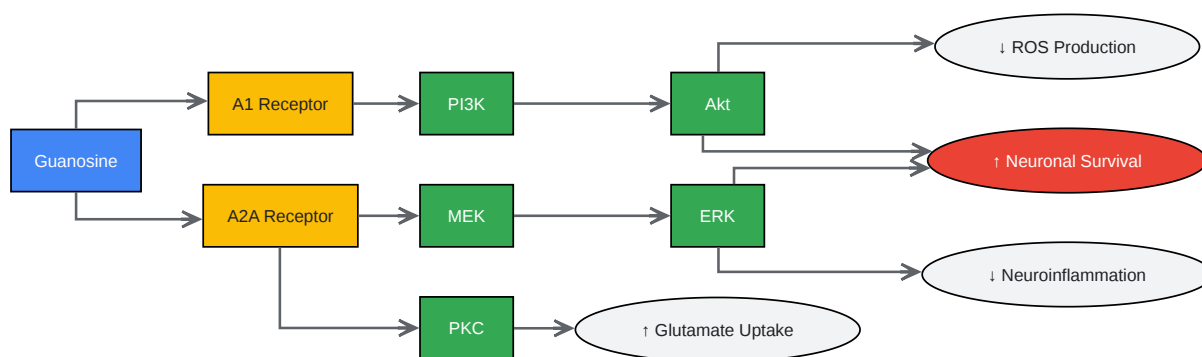 ↓ ROS Production
A1 Receptor
PI3K
Akt
Guanosine
↑ Neuronal Survival
A2A Receptor
MEK
ERK
↓ Neuroinflammation
PKC
↑ Glutamate Uptake